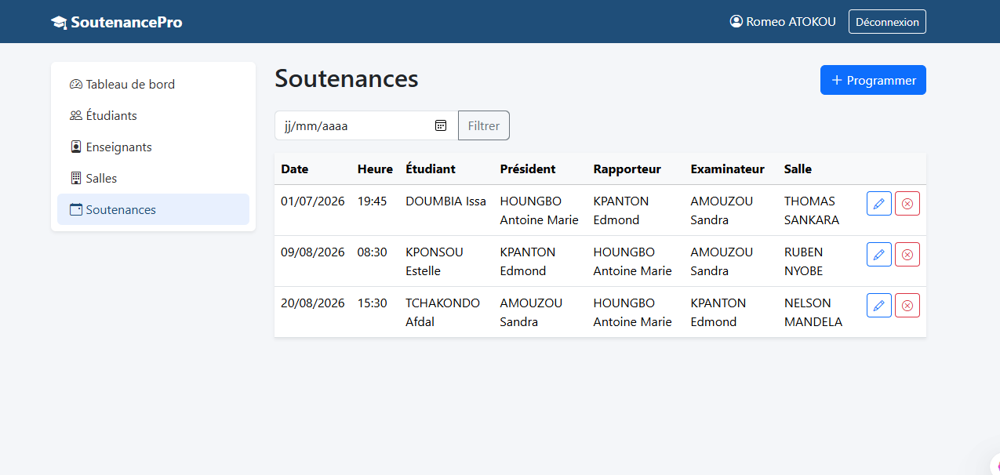 SoutenancePro
Romeo ATOKOU
Déconnexion
Tableau de bord
Étudiants
Enseignants
Salles
Soutenances
Soutenances
Programmer
jj/mm/aaaa
Filtrer
Date Heure Étudiant Président Rapporteur Examinateur Salle
01/07/2026 19:45 DOUMBIA Issa HOUNGBO KPANTON AMOUZOU THOMAS
Antoine Marie Edmond Sandra SANKARA
09/08/2026 08:30 KPONSOU KPANTON HOUNGBO AMOUZOU RUBEN
Estelle Edmond Antoine Marie Sandra NYOBE
20/08/2026 15:30 TCHAKONDO AMOUZOU HOUNGBO KPANTON NELSON
Afdal Sandra Antoine Marie Edmond MANDELA